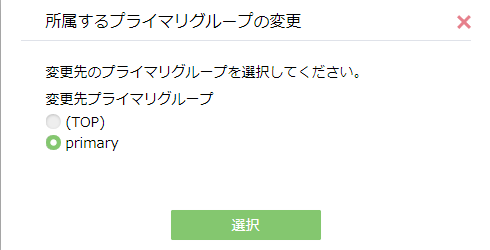 所属するプライマリグループの変更
変更先のプライマリグループを選択してください。
変更先プライマリグループ
(TOP)
primary
選択